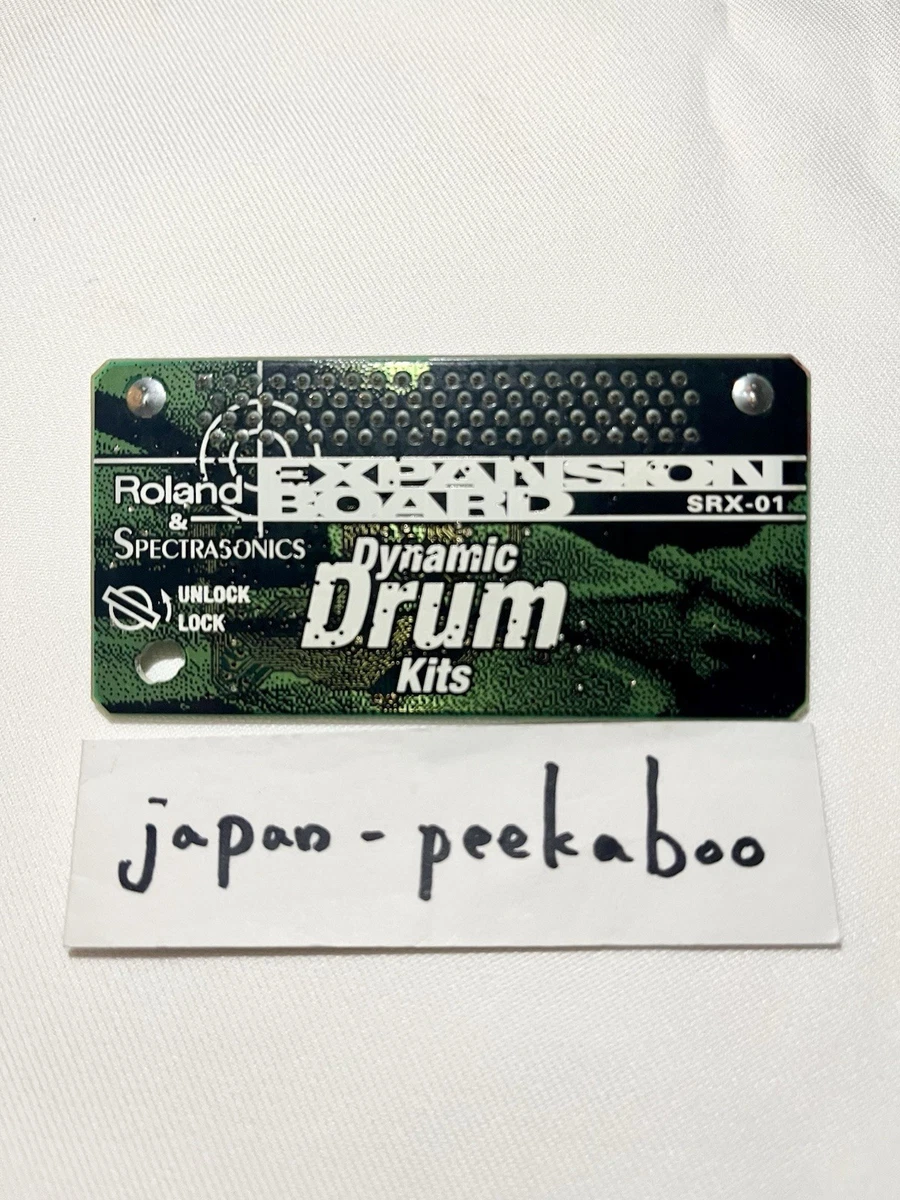 EXPANSION
BOARD
SRX-01
Roland
&
SPECTRASONICS
UNLOCK
LOCK
Dynamic
Drum
Kits
japan-peekaboo